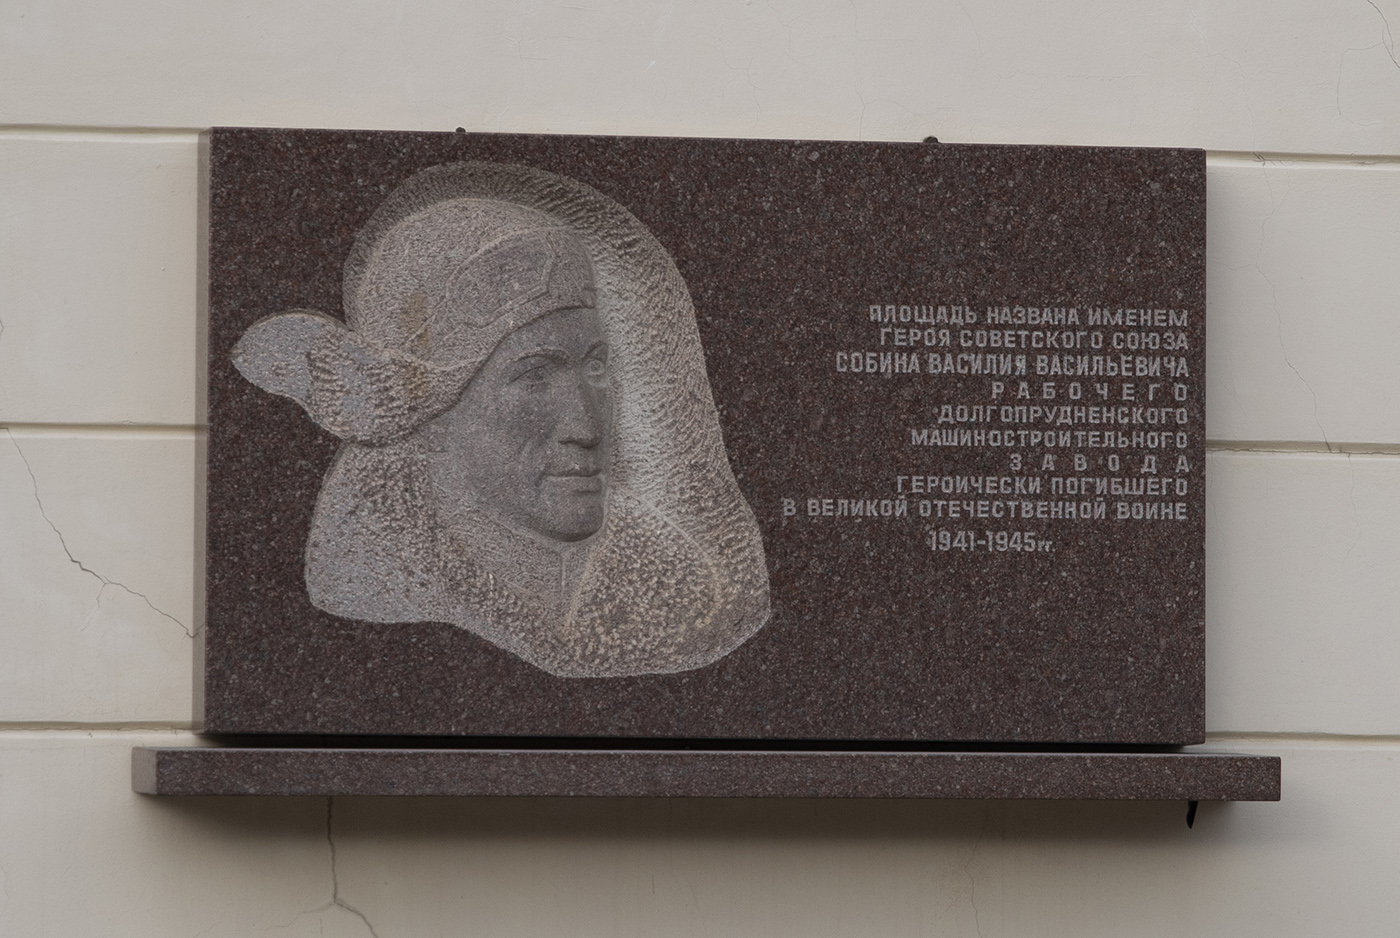 ПЛОЩАДЬ НАЗВАНА ИМЕНЕМ
ГЕРОЯ СОВЕТСКОГО СОЮЗА
СОБИНА ВАСИЛИЯ ВАСИЛЬЕВИЧА
РАБОЧЕГО
ДОЛГОПРУДНЕНСКОГО
МАШИНОСТРОИТЕЛЬНОГО
ЗАВОДА
ГЕРОИЧЕСКИ ПОГИБШЕГО
В ВЕЛИКОЙ ОТЕЧЕСТВЕННОЙ ВОЙНЕ
1941-1945гг.